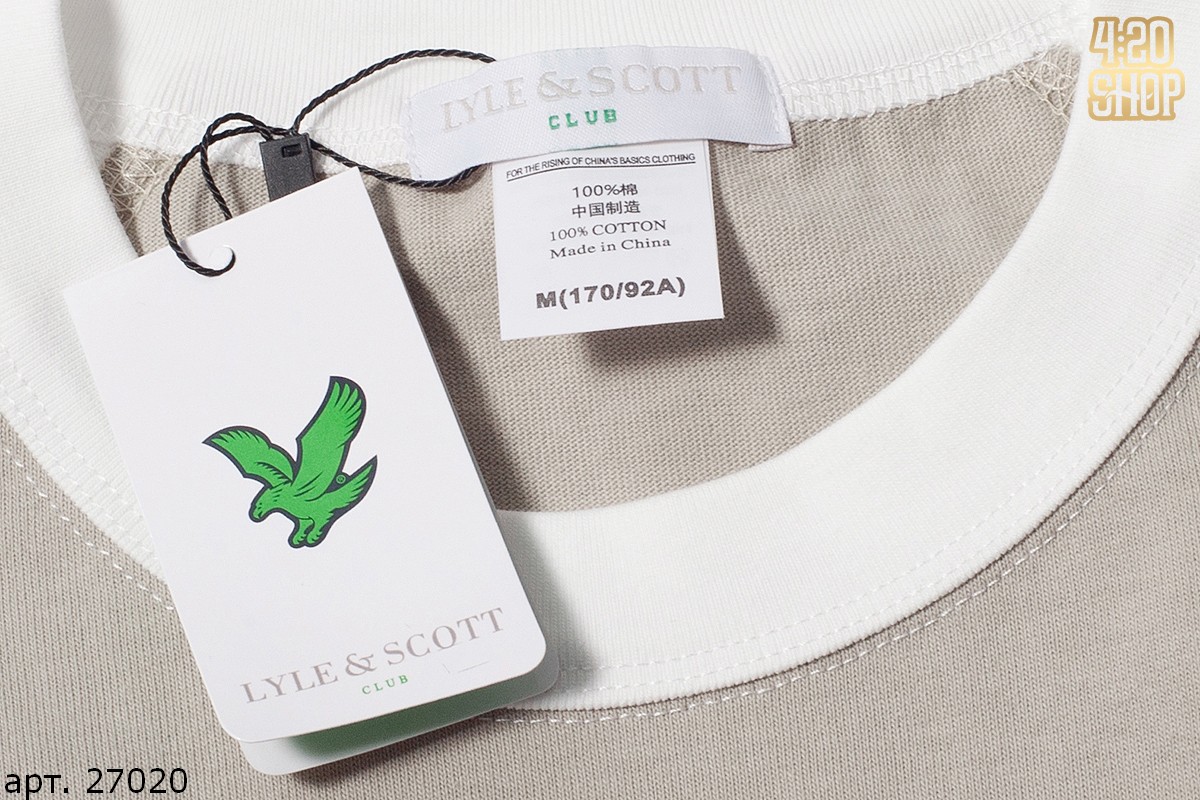 4:20
SHOP
LYLE & SCOTT
CLUB
FOR THE RISING OF CHINA'S BASICS CLOTHING
100%棉
中国制造
100% COTTON
Made in China
M(170/92A)
®
LYLE & SCOTT
CLUB
арт. 27020